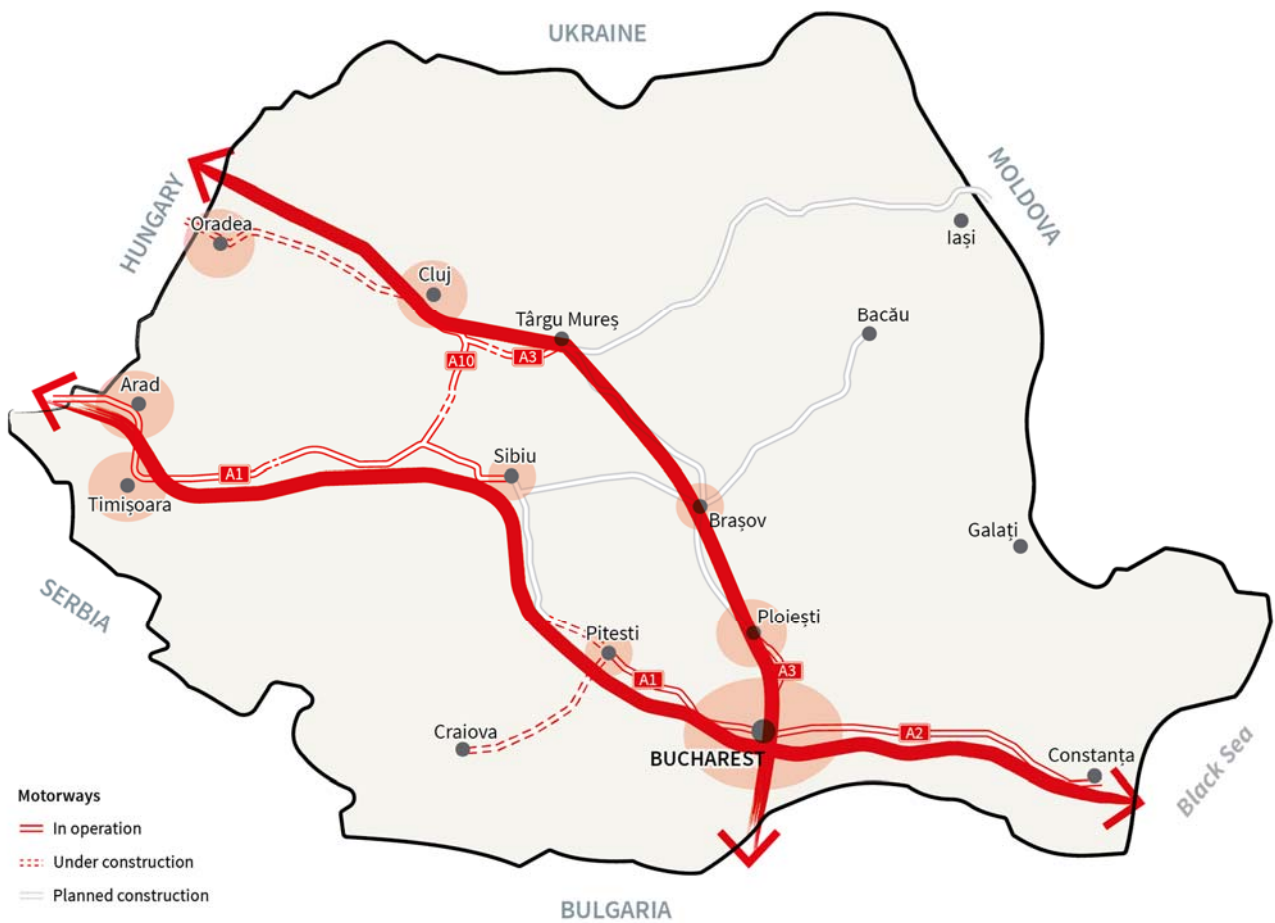 UKRAINE
MOLDOVA
HUNGARY
Oradea
Iași
Cluj
Târgu Mureș
Bacău
A10
A3
Arad
Sibiu
A1
Timișoara
Brașov
Galați
SERBIA
Ploiești
Pitesti
A3
A1
Craiova
A2
BUCHAREST
Constanța
Black Sea
Motorways
In operation
Under construction
Planned construction
BULGARIA